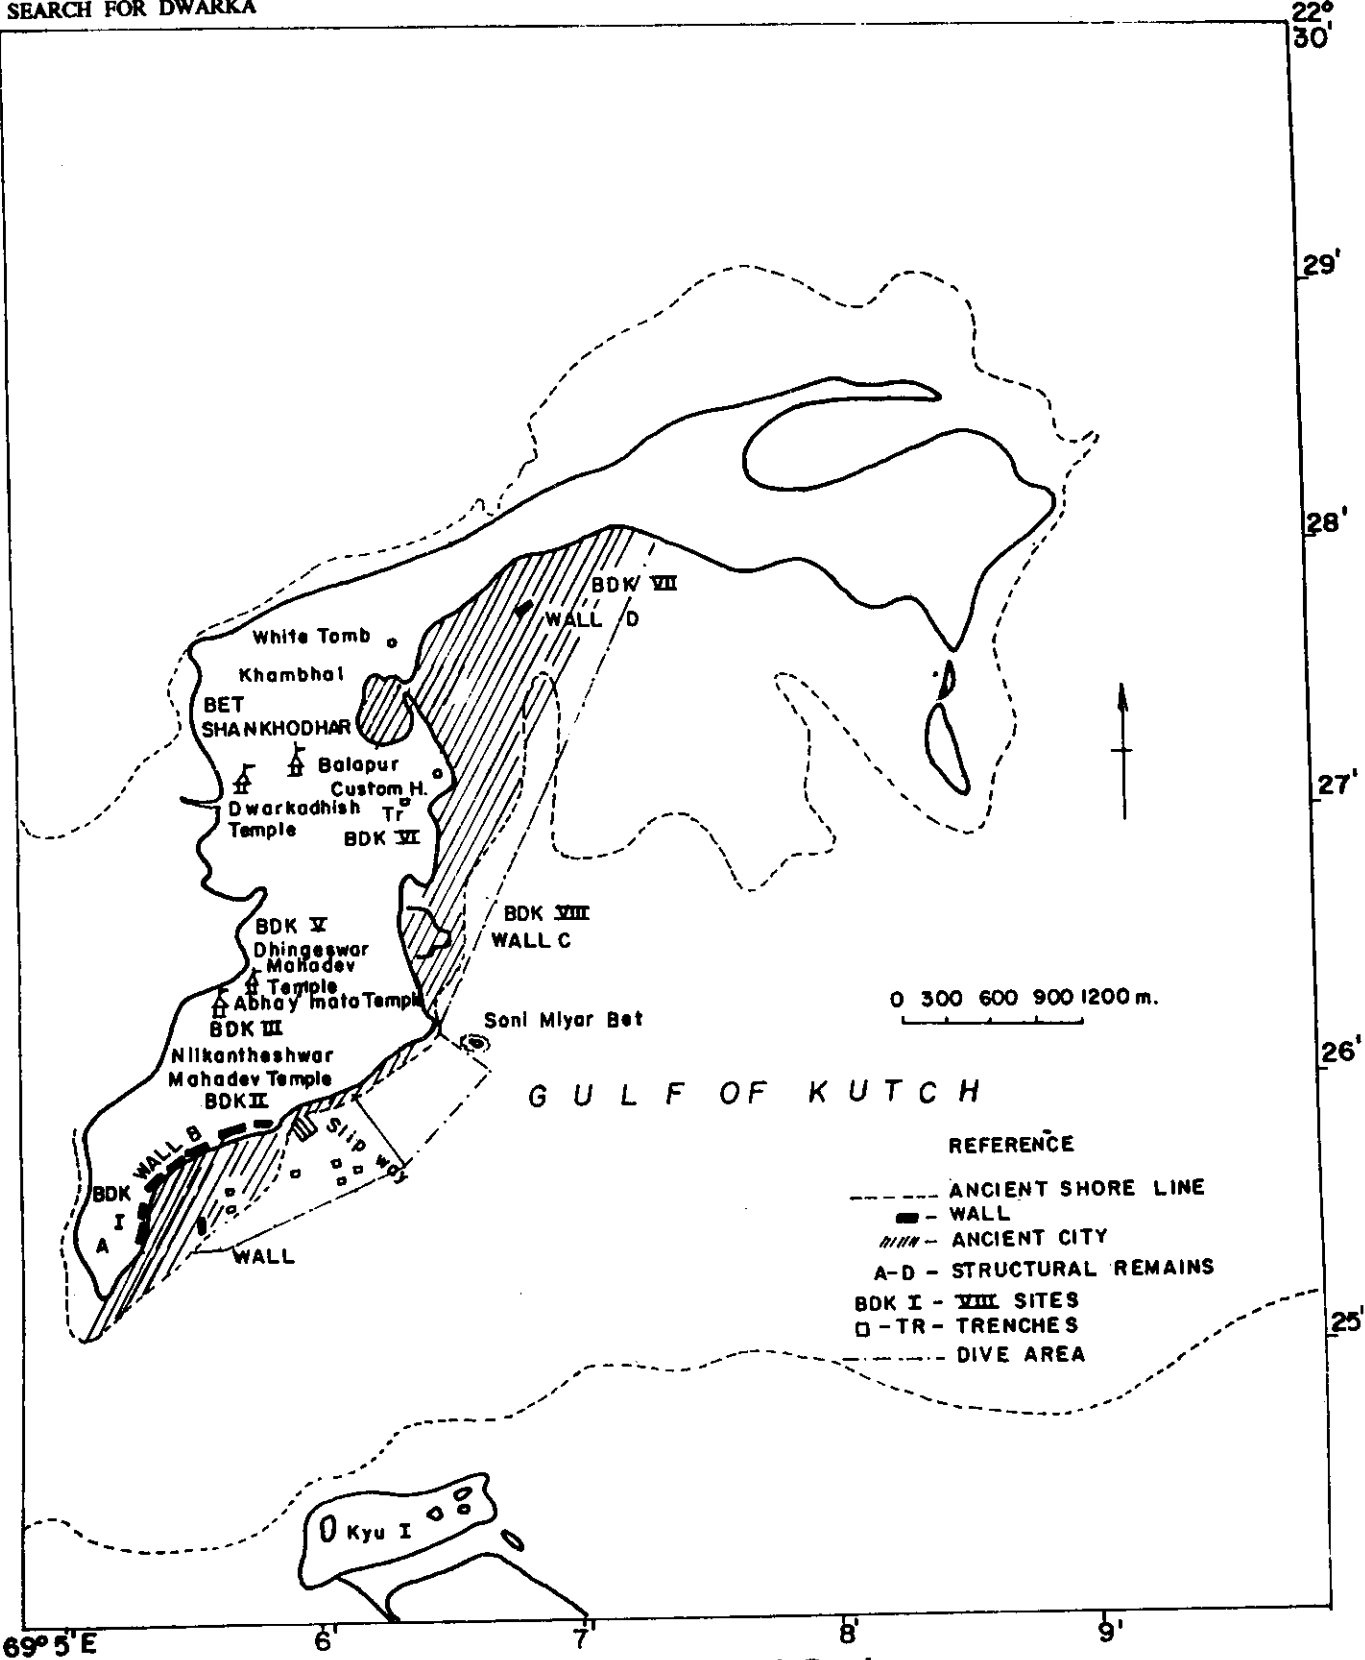 SEARCH FOR DWARKA
22°
30'
29'
28'
BDK VII
WALL D
White Tomb
Khambhal
BET
SHANKHODHAR
Balapur
27'
Custom H.
Dwarkadhish
Tr
Temple
BDK VI
BDK VIII
BDK V
WALL C
Dhingeswar
Mahadev
Temple
Abhay mata Temple
0 300 600 900 1200 m.
BDK III
Soni Miyar Bet
Nilkantheshwar
26'
Mahadev Temple
BDK II
GULF OF KUTCH
Slip way
WALL B
REFERENCE
BDK
I
A
ANCIENT SHORE LINE
- WALL
WALL
- ANCIENT CITY
A-D - STRUCTURAL REMAINS
BDK I - VIII SITES
-TR- TRENCHES
25'
DIVE AREA
Kyu I
69° 5'E
6'
7'
8'
9'